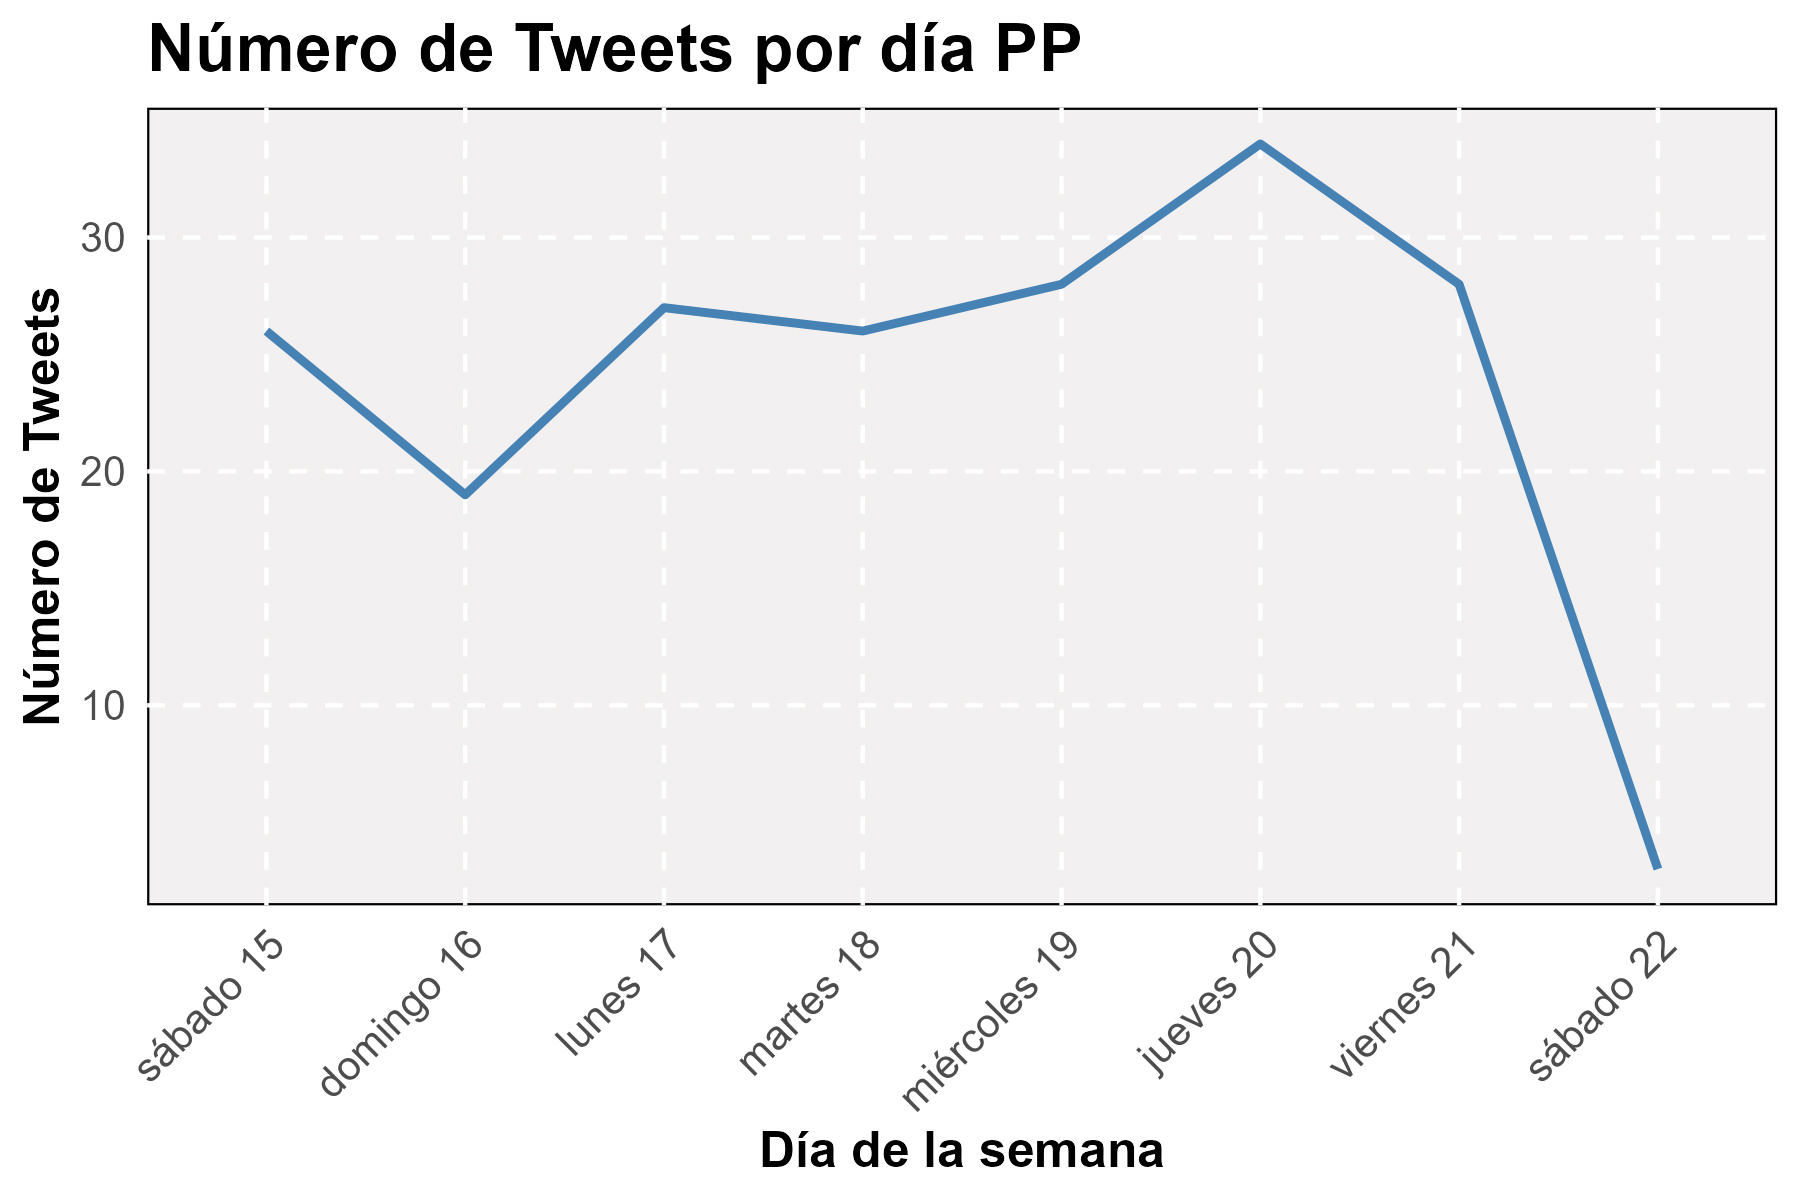 Número de Tweets por día PP
Número de Tweets
30
20
10
sábado 15
domingo 16
lunes 17
martes 18
miércoles 19
jueves 20
viernes 21
sábado 22
Día de la semana